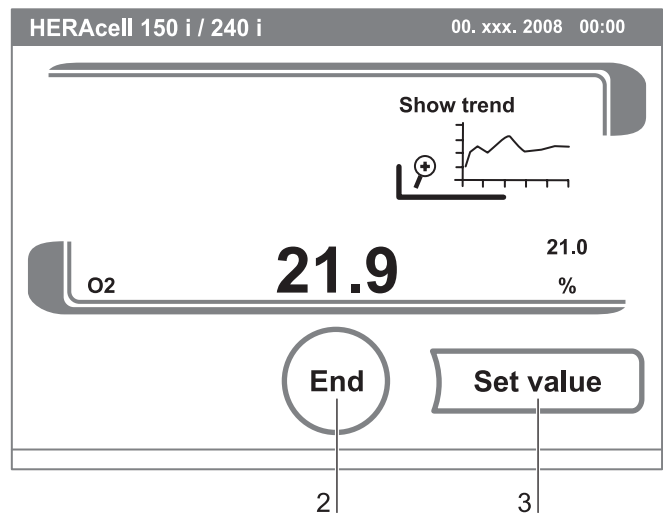 HERAcell 150 i / 240 i 00. xxx. 2008 00:00
Show trend
21.0
O2 21.9 %
End Set value
2 3